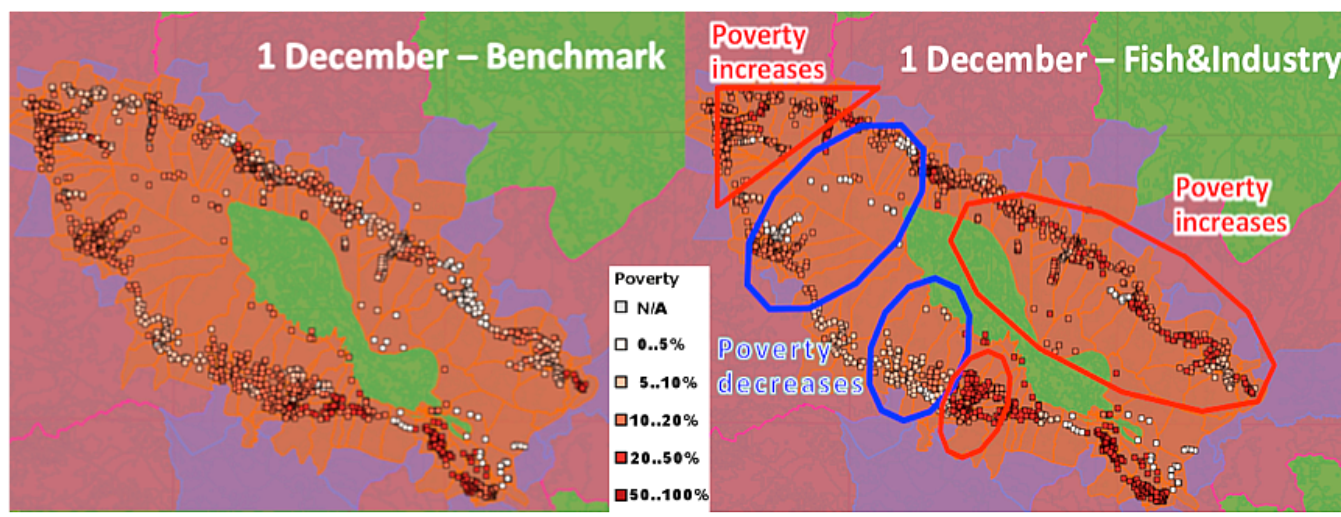 1 December – Benchmark
Poverty
increases
1 December – Fish&Industry
Poverty
increases
Poverty
N/A
0..5%
5..10%
10..20%
20..50%
50..100%
Poverty
decreases